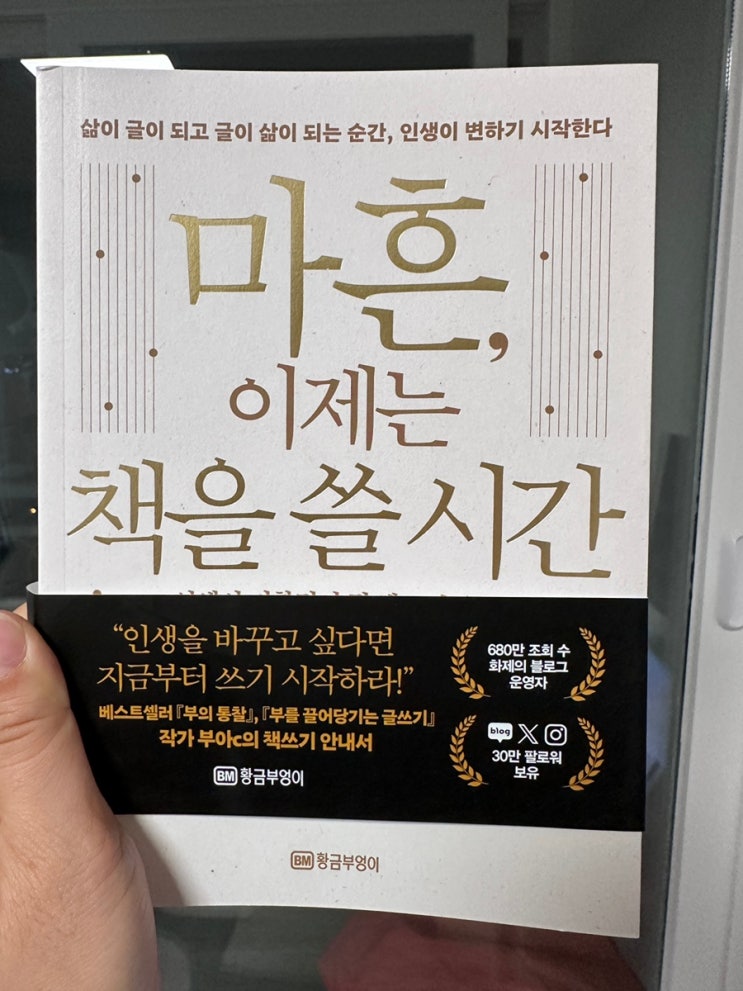 삶이 글이 되고 글이 삶이 되는 순간, 인생이 변하기 시작한다
마흔,
이제는
책을 쓸 시간
“인생을 바꾸고 싶다면
지금부터 쓰기 시작하라!”
베스트셀러 『부의 통찰』, 『부를 끌어당기는 글쓰기』
작가 부아c의 책쓰기 안내서
BM 황금부엉이
680만 조회 수
화제의 블로그
운영자
blog X
30만 팔로워
보유
BM 황금부엉이